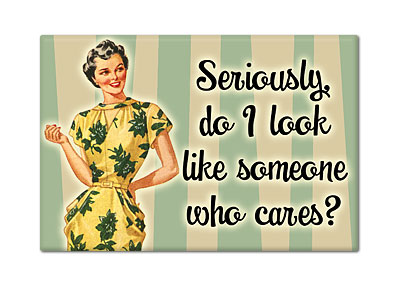 Seriously,
do I look
like someone
who cares?